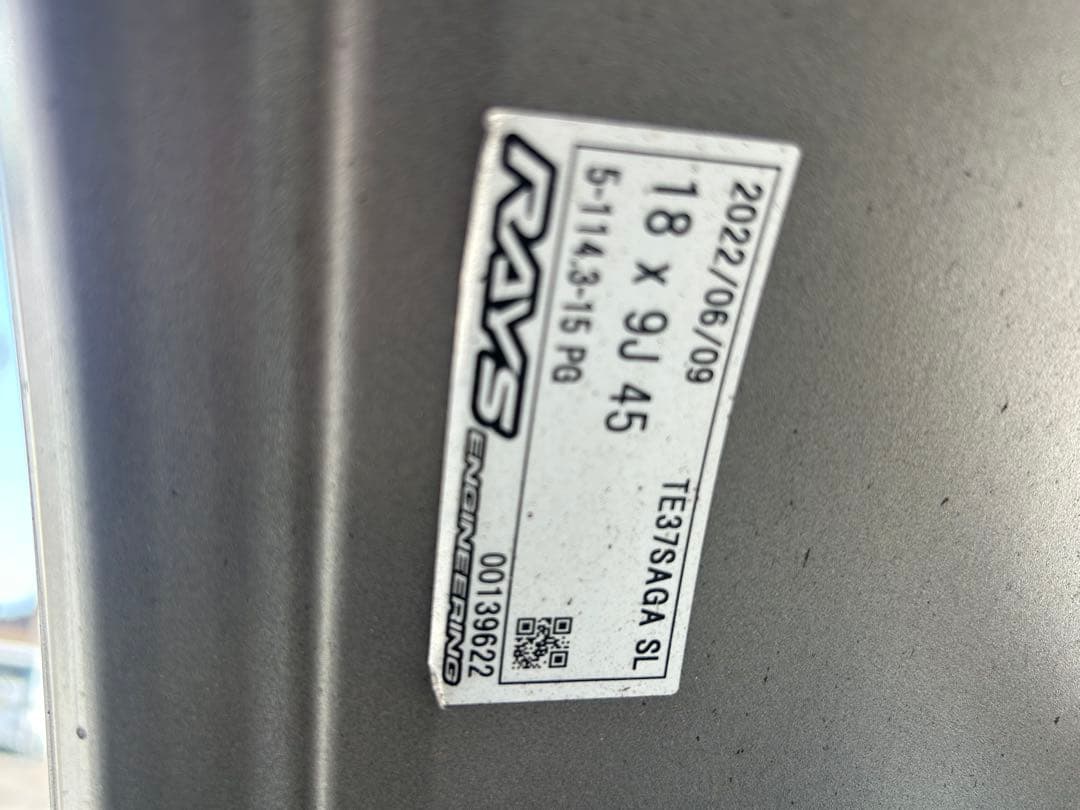 2022/06/09 TE37SAGA SL
18 X 9J 45
5-114.3-15 PG
00139622
RAYS ENGINEERING